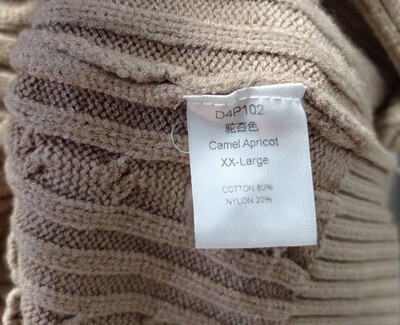 D4P102
驼杏色
Camel Apricot
XX-Large
COTTON 80%
NYLON 20%